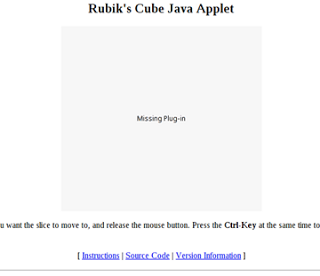 Rubik's Cube Java Applet
Missing Plug-in
u want the slice to move to, and release the mouse button. Press the Ctrl-Key at the same time to
[ Instructions | Source Code | Version Information ]